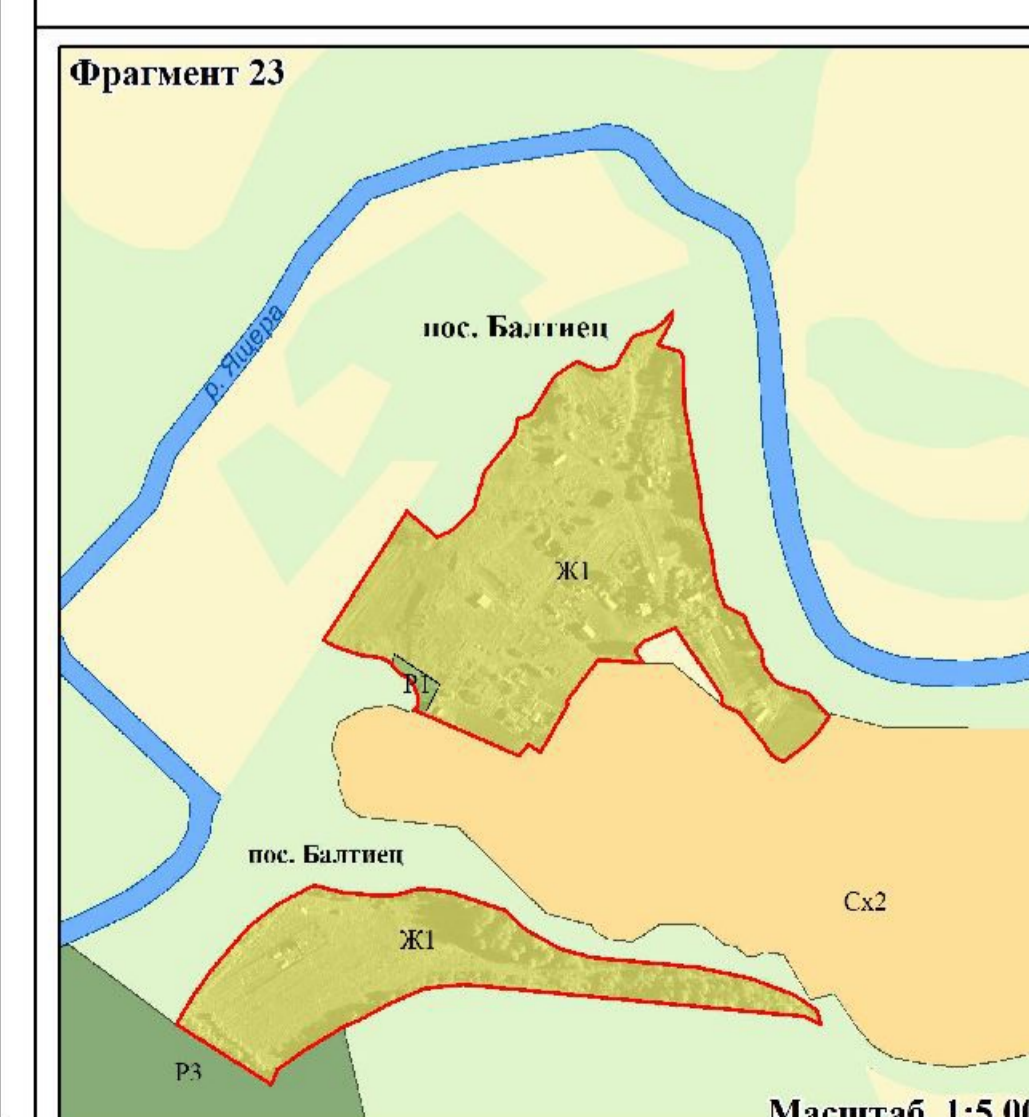 Фрагмент 23
р. Ящера
пос. Балтиец
Ж1
Р1
пос. Балтиец
Сх2
Ж1
Р3
Масштаб 1:5 00